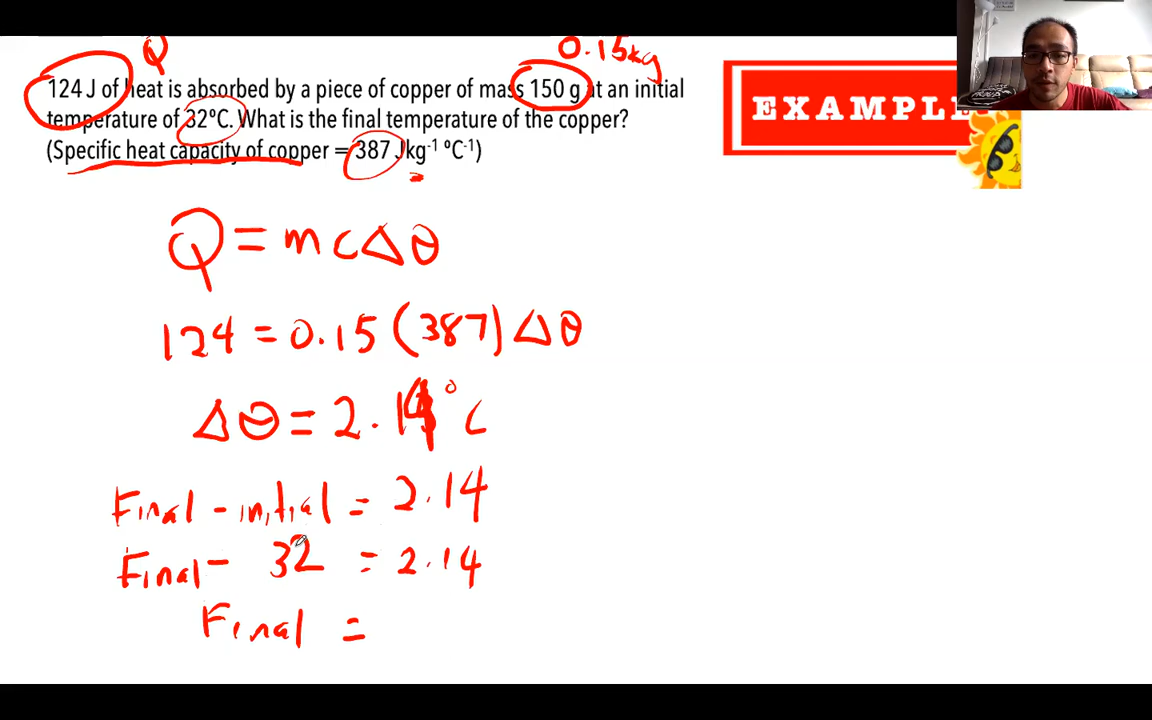 Q 0.15kg
124 J of heat is absorbed by a piece of copper of mass 150 g at an initial
temperature of 32ºC. What is the final temperature of the copper?
(Specific heat capacity of copper = 387 Jkg-1 ºC-1)
EXAMPLE
Q = mcΔθ
124 = 0.15 (387) Δθ
Δθ = 2.14°C
Final - initial = 2.14
Final - 32 = 2.14
Final =